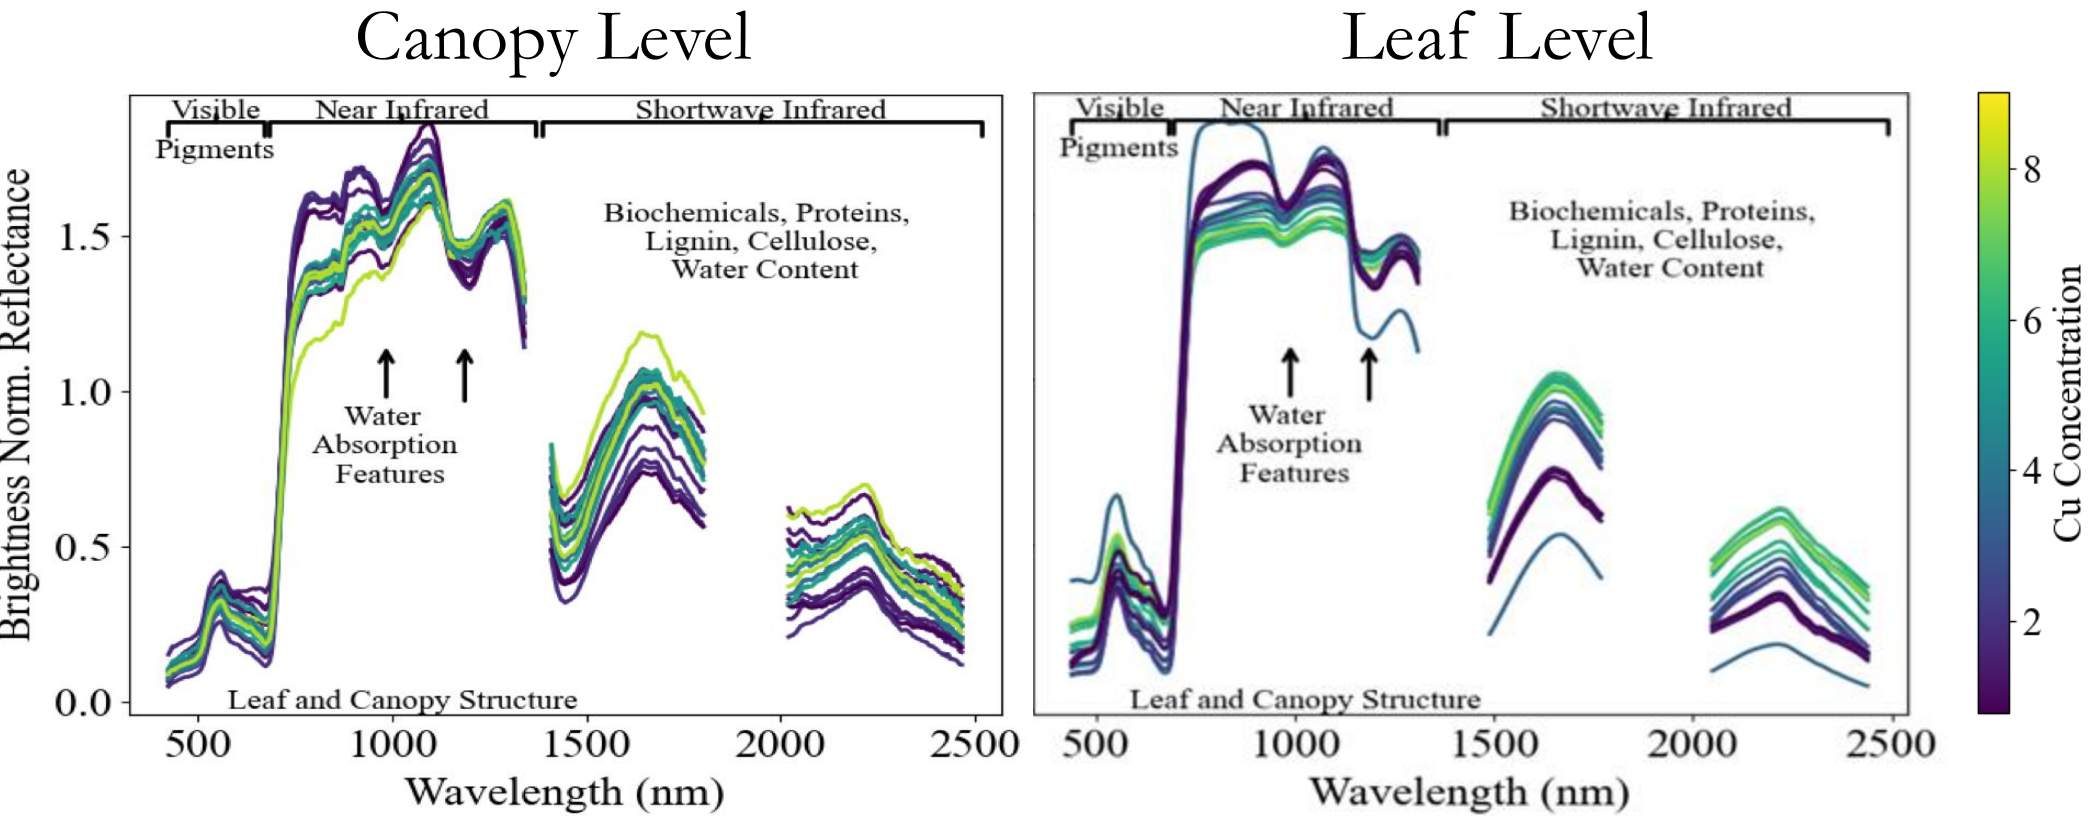 Canopy Level
Leaf Level
Visible
Near Infrared
Shortwave Infrared
Pigments
Biochemicals, Proteins,
Lignin, Cellulose,
Water Content
Water
Absorption
Features
Leaf and Canopy Structure
Brightness Norm. Reflectance
1.5
1.0
0.5
0.0
500
1000
1500
2000
2500
Wavelength (nm)
Visible
Near Infrared
Shortwave Infrared
Pigments
Biochemicals, Proteins,
Lignin, Cellulose,
Water Content
Water
Absorption
Features
Leaf and Canopy Structure
500
1000
1500
2000
2500
Wavelength (nm)
8
6
4
2
Cu Concentration